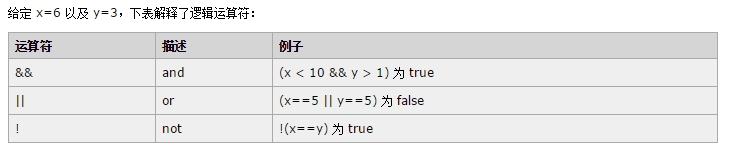 给定 x=6 以及 y=3，下表解释了逻辑运算符：
运算符 描述 例子
&& and (x < 10 && y > 1) 为 true
|| or (x==5 || y==5) 为 false
! not !(x==y) 为 true